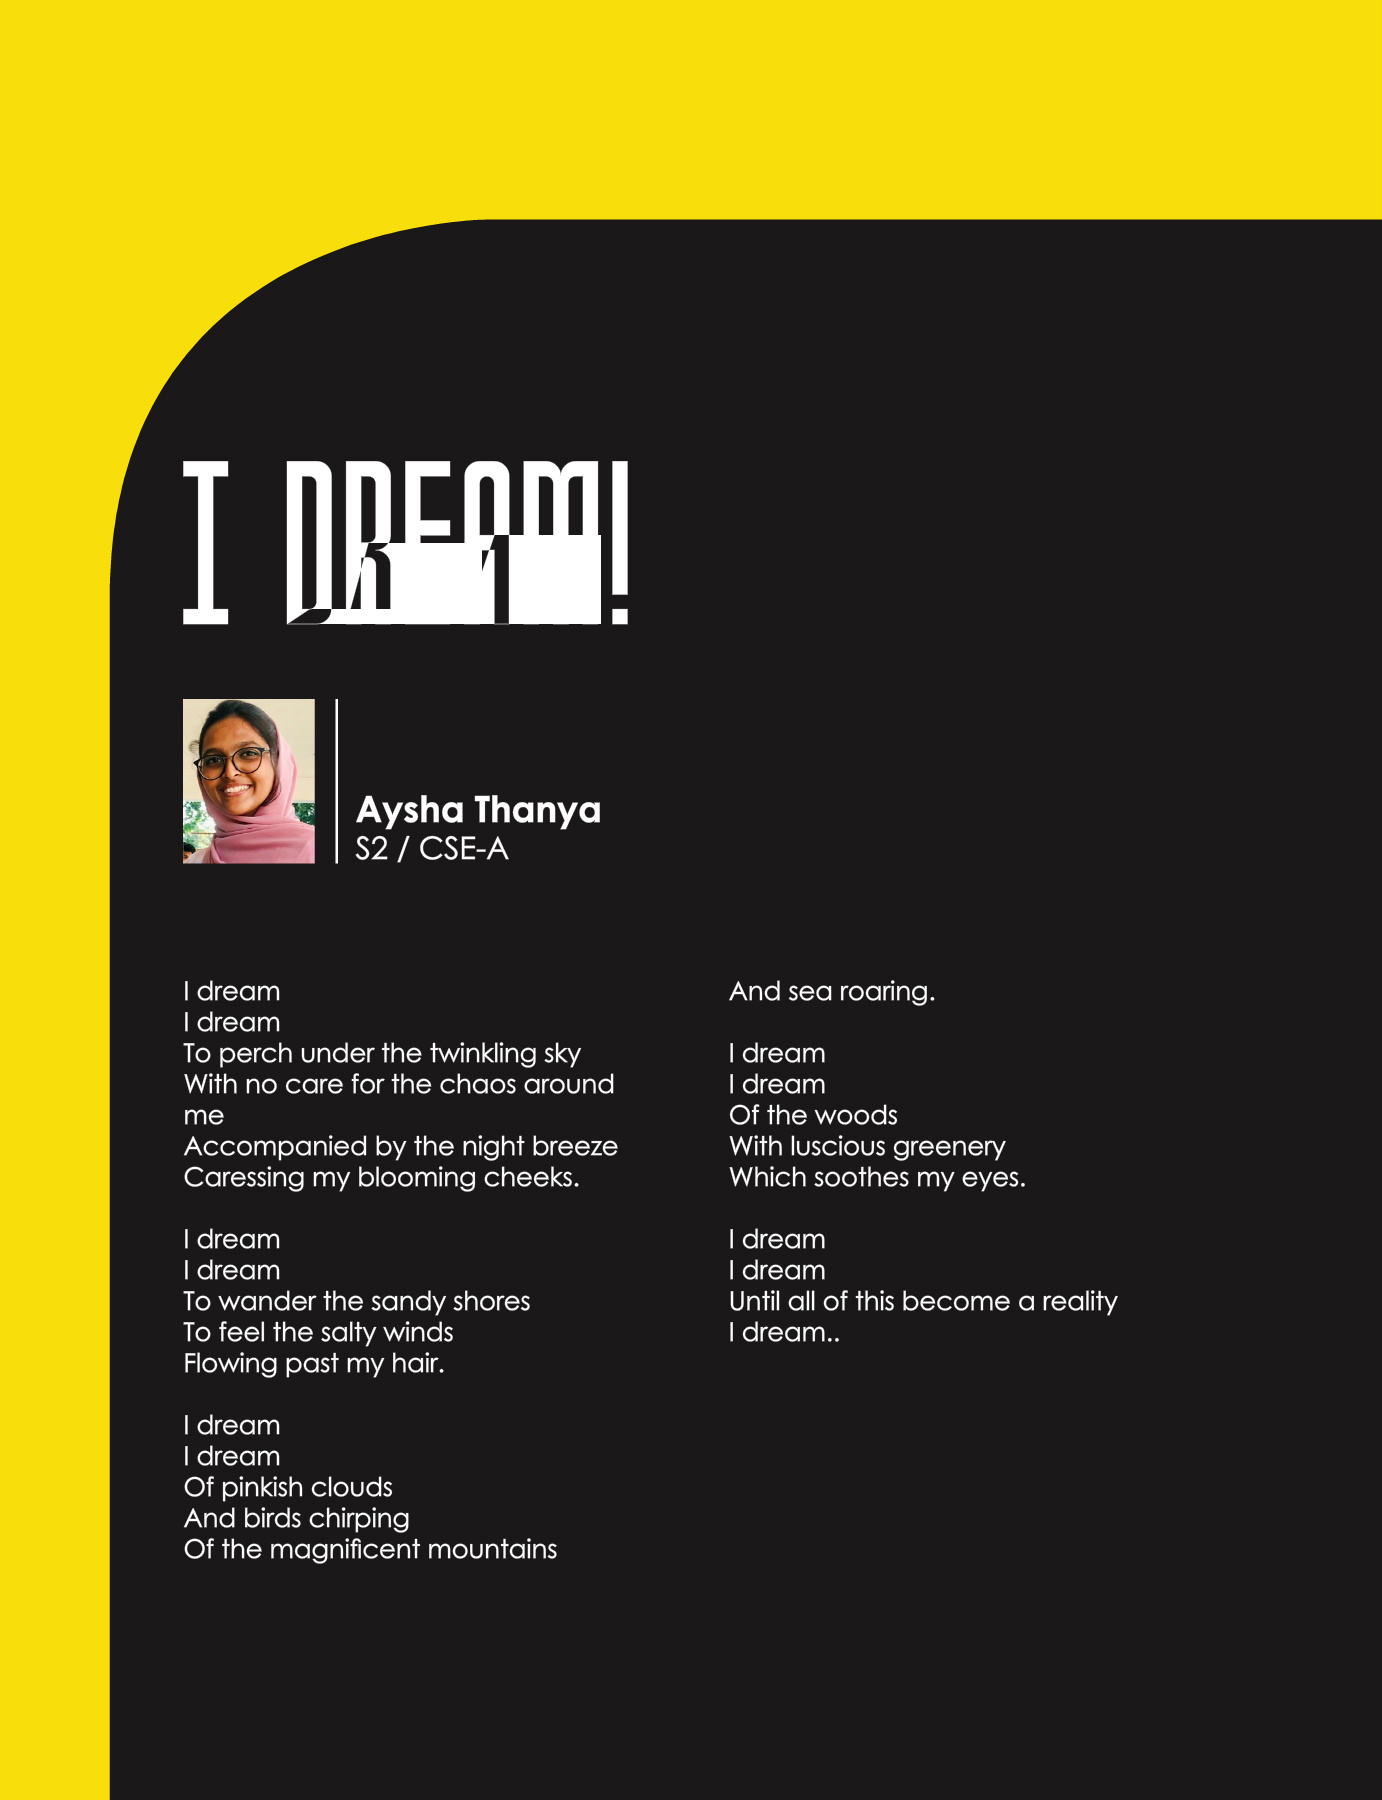 I DREAM!
Aysha Thanya
S2 / CSE-A
I dream
I dream
To perch under the twinkling sky
With no care for the chaos around
me
Accompanied by the night breeze
Caressing my blooming cheeks.
I dream
I dream
To wander the sandy shores
To feel the salty winds
Flowing past my hair.
I dream
I dream
Of pinkish clouds
And birds chirping
Of the magnificent mountains
And sea roaring.
I dream
I dream
Of the woods
With luscious greenery
Which soothes my eyes.
I dream
I dream
Until all of this become a reality
I dream..